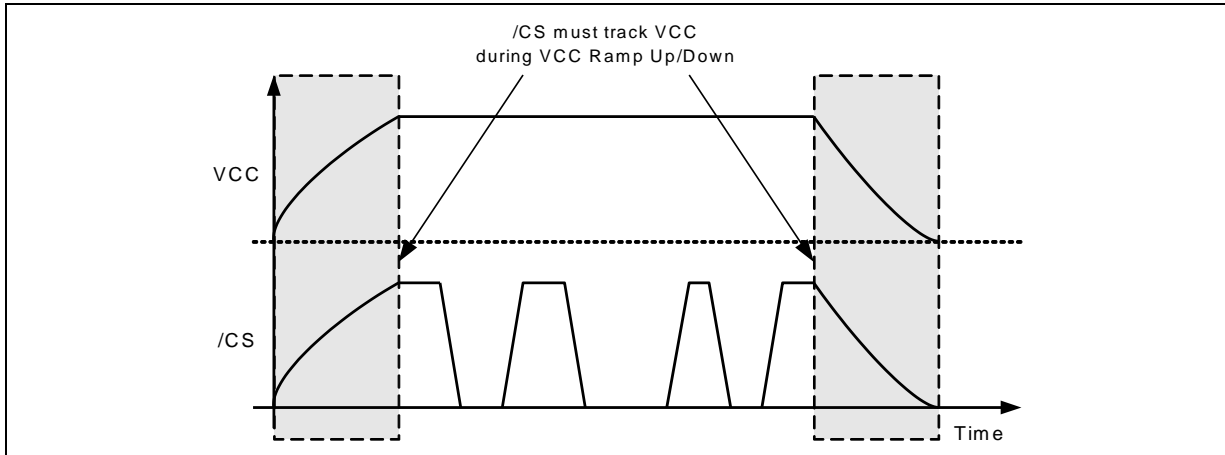 /CS must track VCC
during VCC Ramp Up/Down
VCC
/CS
Time